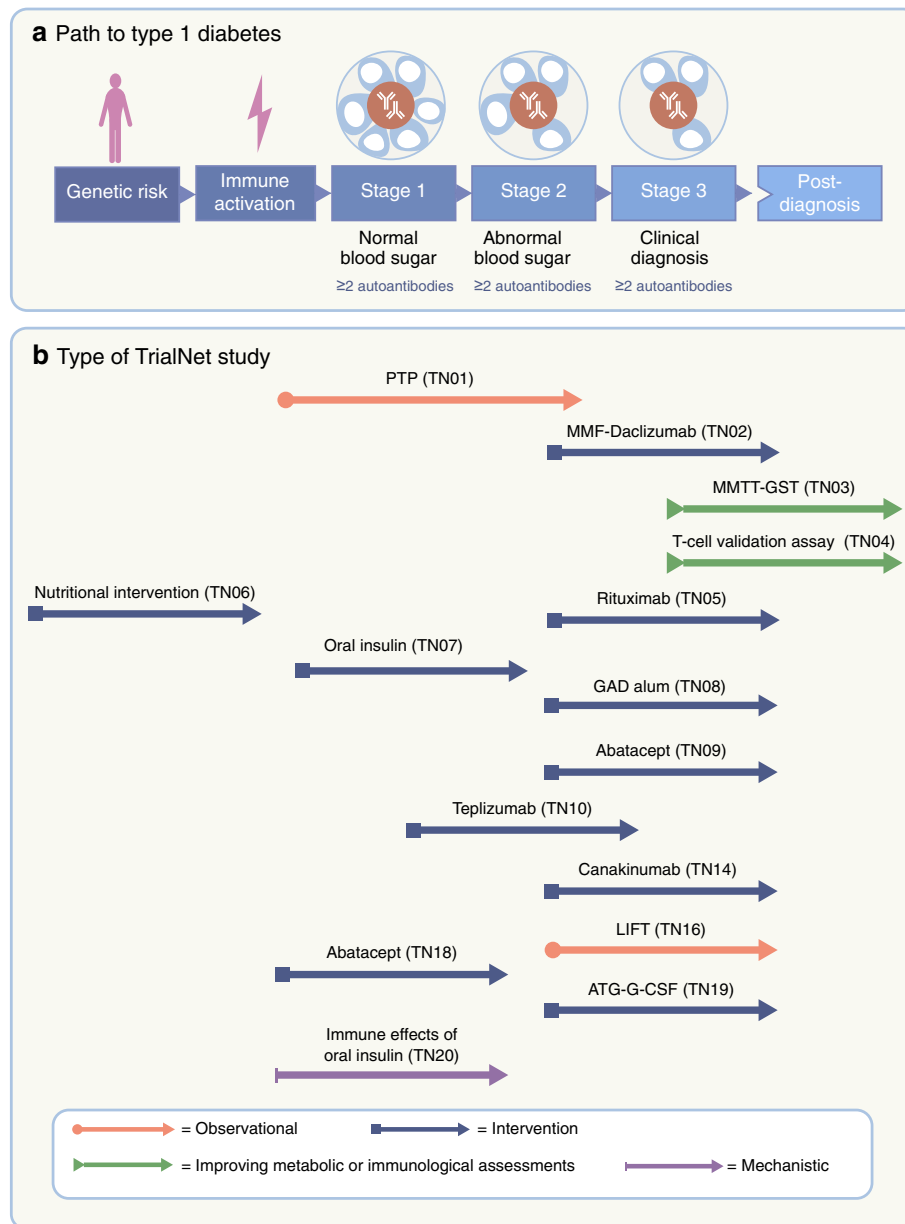 a Path to type 1 diabetes
Genetic risk
Immune
activation
Stage 1
Stage 2
Stage 3
Post-
diagnosis
Normal
blood sugar
Abnormal
blood sugar
Clinical
diagnosis
≥2 autoantibodies
≥2 autoantibodies
≥2 autoantibodies
b Type of TrialNet study
PTP (TN01)
MMF-Daclizumab (TN02)
MMTT-GST (TN03)
T-cell validation assay (TN04)
Nutritional intervention (TN06)
Rituximab (TN05)
Oral insulin (TN07)
GAD alum (TN08)
Abatacept (TN09)
Teplizumab (TN10)
Canakinumab (TN14)
LIFT (TN16)
Abatacept (TN18)
ATG-G-CSF (TN19)
Immune effects of
oral insulin (TN20)
= Observational
= Intervention
= Improving metabolic or immunological assessments
= Mechanistic